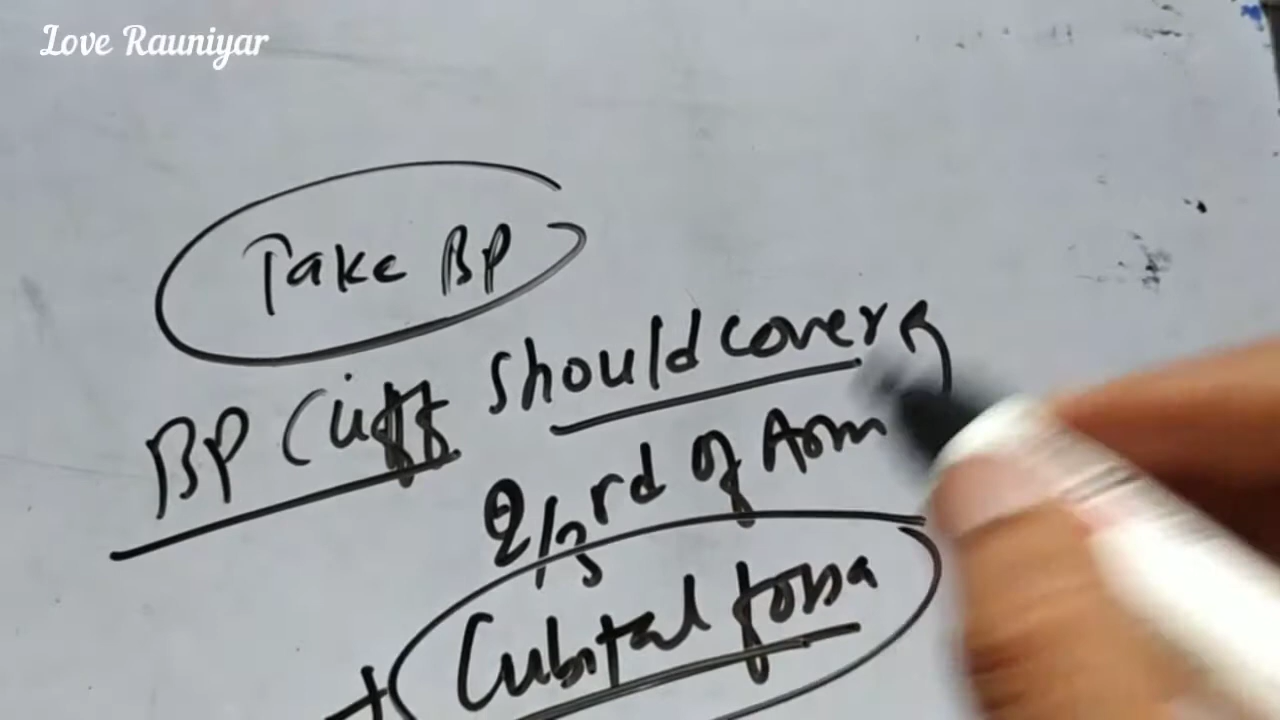 Love Rauniyar
Take BP
BP Cuff Should cover
2/3rd of Arm
Cubital fossa